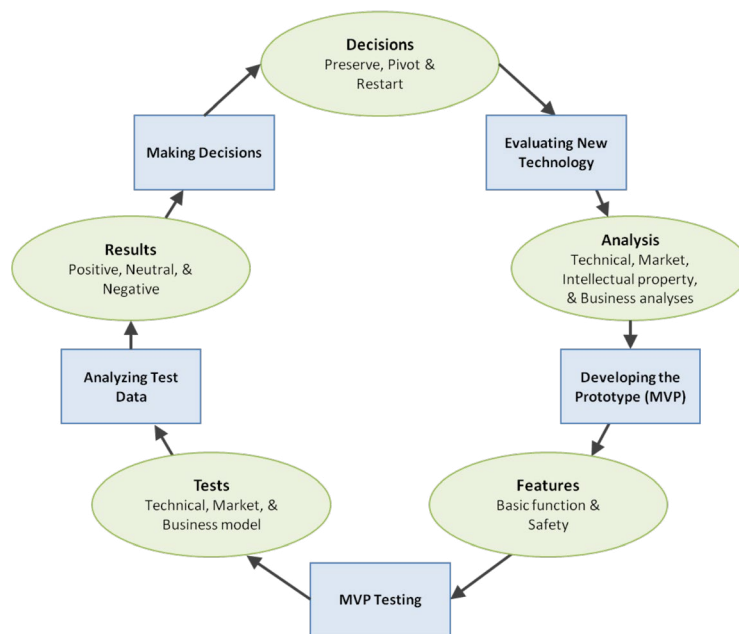 Decisions
Preserve, Pivot &
Restart
Evaluating New
Technology
Analysis
Technical, Market,
Intellectual property,
& Business analyses
Developing the
Prototype (MVP)
Features
Basic function &
Safety
MVP Testing
Tests
Technical, Market, &
Business model
Analyzing Test
Data
Results
Positive, Neutral, &
Negative
Making Decisions